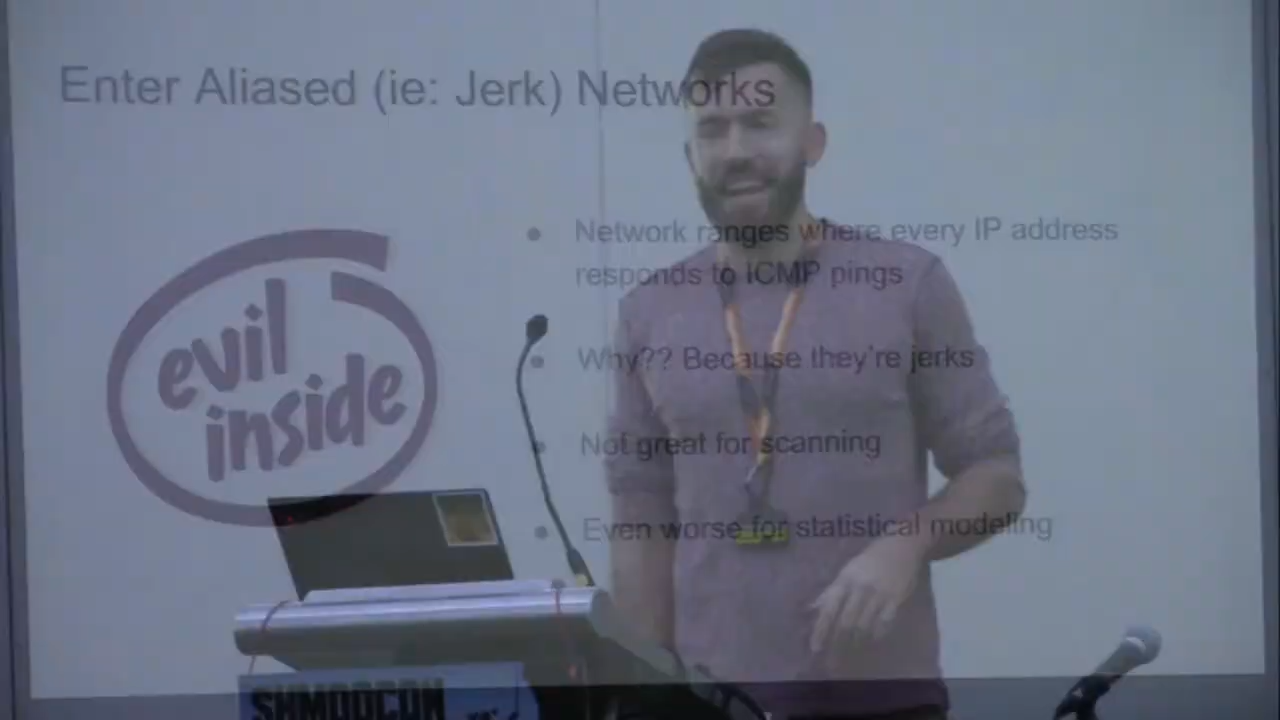 Enter Aliased (ie: Jerk) Networks
evil
inside
Network ranges where every IP address
responds to ICMP pings
Why?? Because they're jerks
Not great for scanning
Even worse for statistical modeling
SHMOOCON